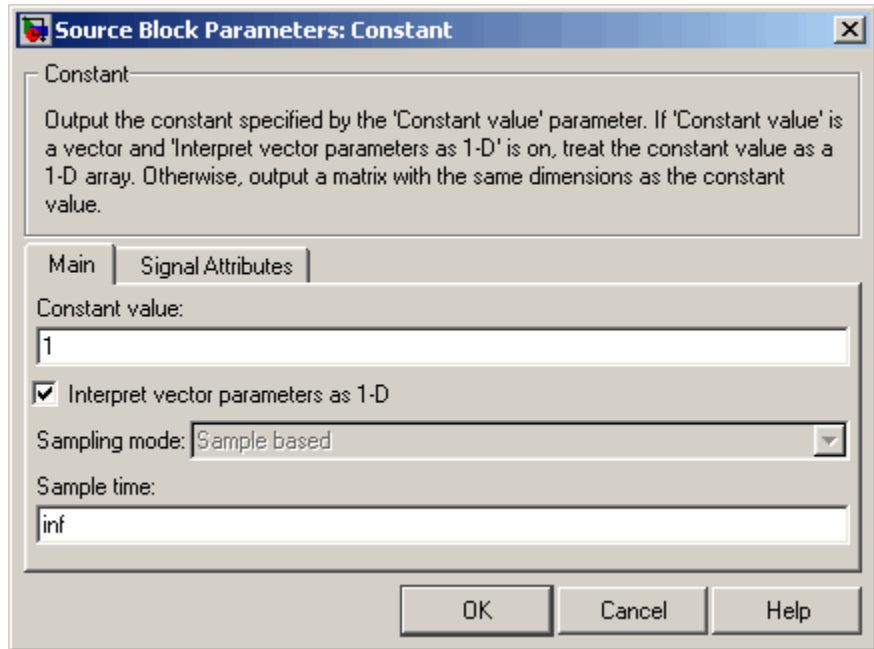 Source Block Parameters: Constant
Constant
Output the constant specified by the 'Constant value' parameter. If 'Constant value' is
a vector and 'Interpret vector parameters as 1-D' is on, treat the constant value as a
1-D array. Otherwise, output a matrix with the same dimensions as the constant
value.
Main Signal Attributes
Constant value:
1
Interpret vector parameters as 1-D
Sampling mode: Sample based
Sample time:
inf
OK Cancel Help